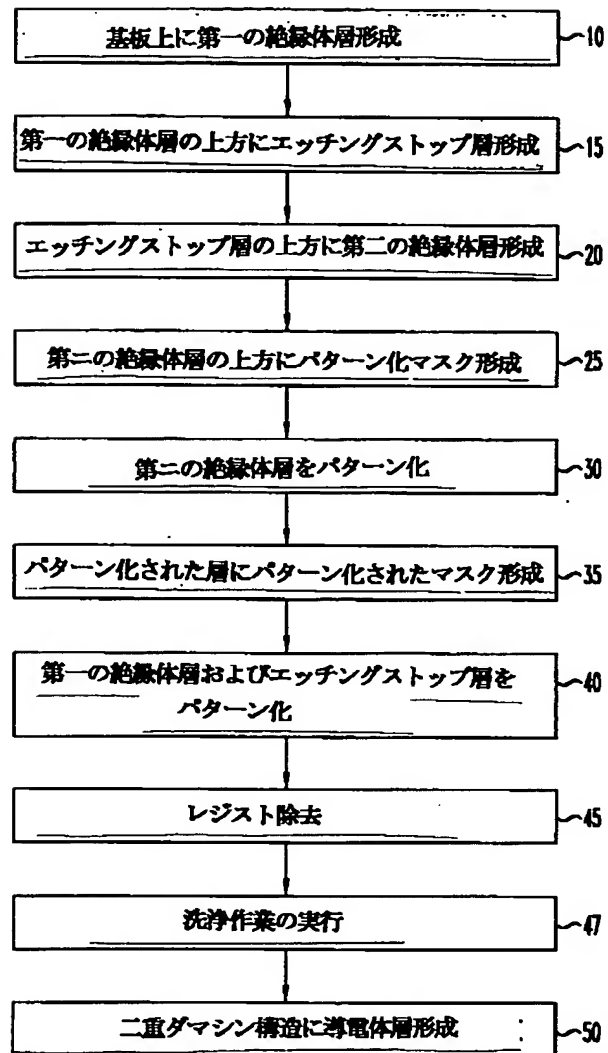 基板上に第一の絶縁体層形成 10
第一の絶縁体層の上方にエッチングストップ層形成 15
エッチングストップ層の上方に第二の絶縁体層形成 20
第二の絶縁体層の上方にパターン化マスク形成 25
第二の絶縁体層をパターン化 30
パターン化された層にパターン化されたマスク形成 35
第一の絶縁体層およびエッチングストップ層を 40
パターン化
レジスト除去 45
洗浄作業の実行 47
二重ダマシン構造に導電体層形成 50